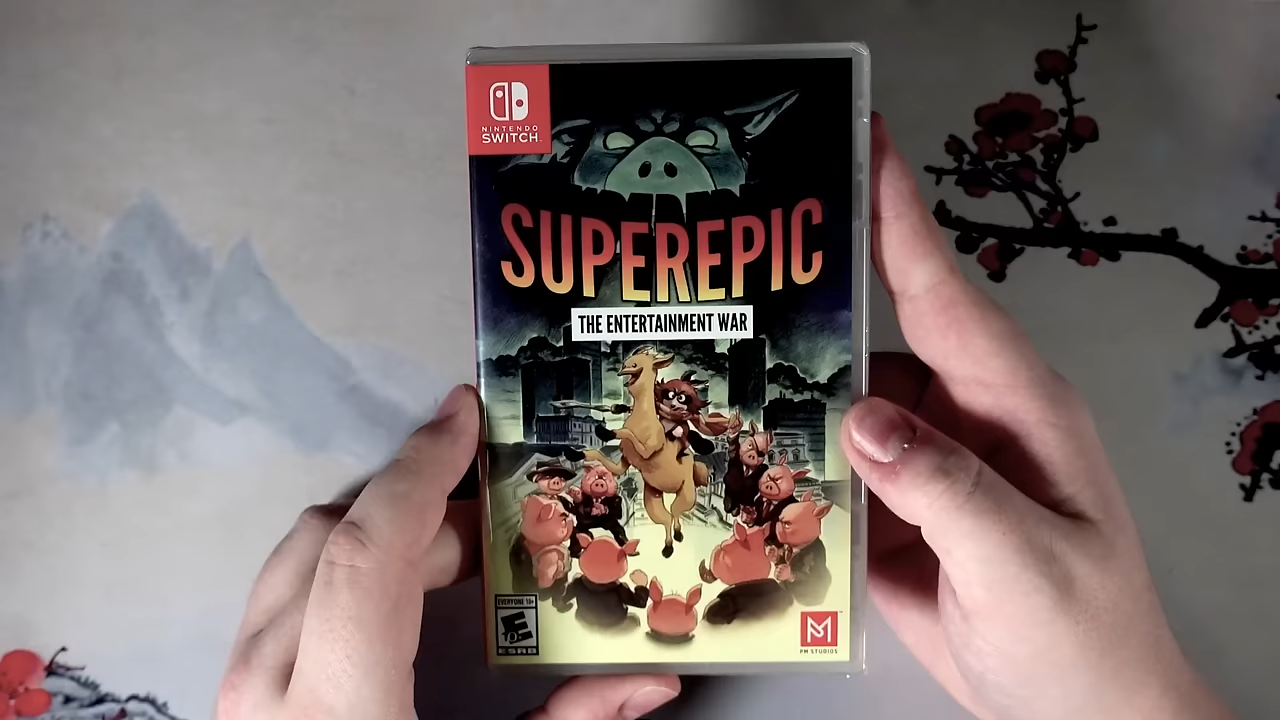 NINTENDO
SWITCH
SUPEREPIC
THE ENTERTAINMENT WAR
EVERYONE 10+
E
ESRB
PM STUDIOS